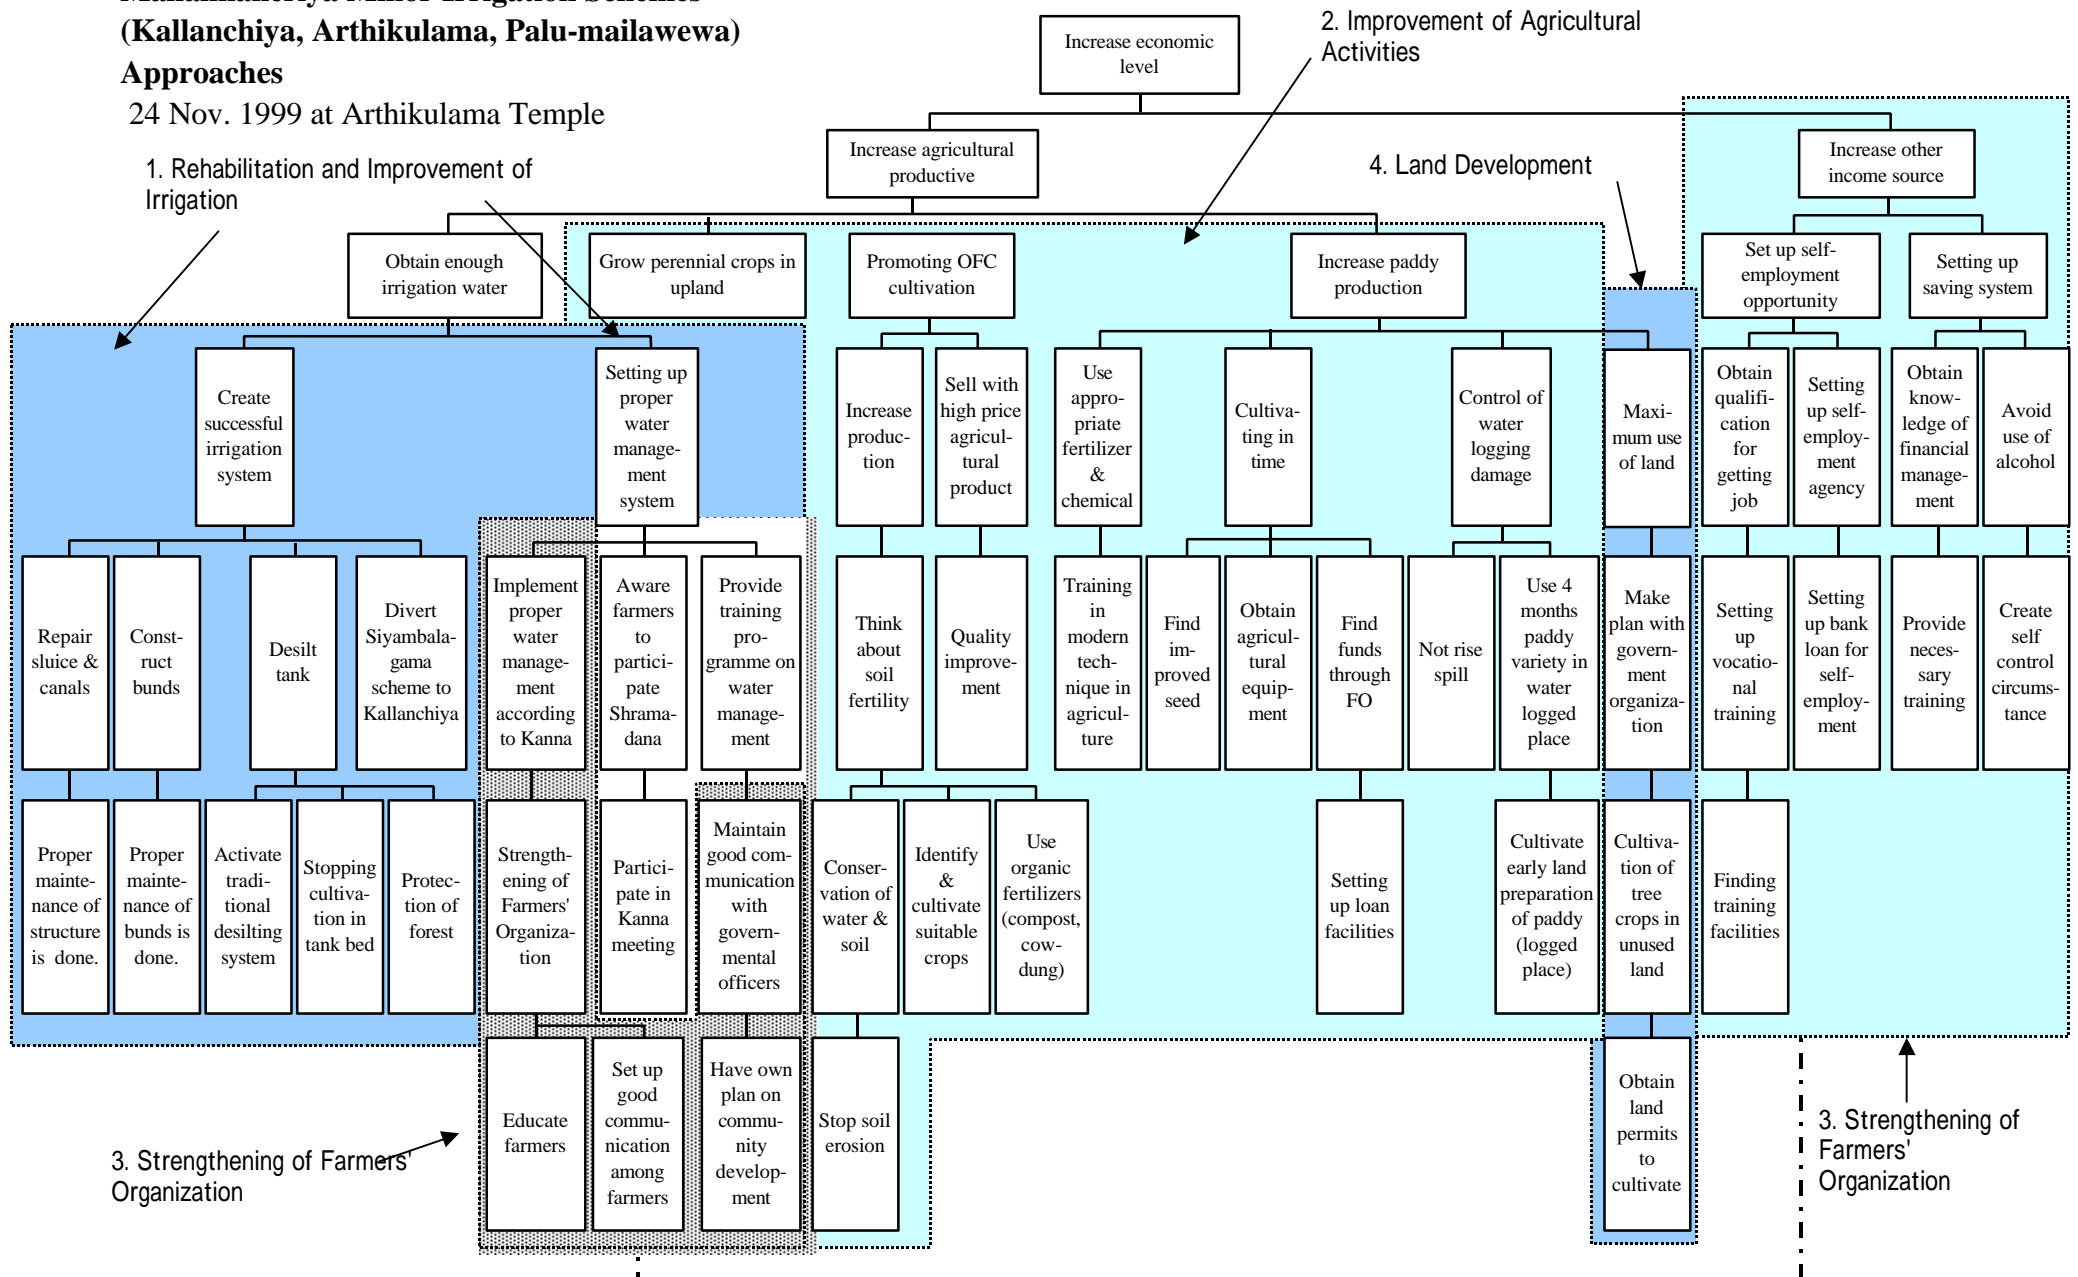 Mahananneriya Minor Irrigation Schemes
(Kallanchiya, Arthikulama, Palu-mailawewa)
Approaches
24 Nov. 1999 at Arthikulama Temple
2. Improvement of Agricultural
Activities
Increase economic
level
1. Rehabilitation and Improvement of
Irrigation
Increase agricultural
productive
4. Land Development
Increase other
income source
Obtain enough
irrigation water
Grow perennial crops in
upland
Promoting OFC
cultivation
Increase paddy
production
Set up self-
employment
opportunity
Setting up
saving system
Create
successful
irrigation
system
Setting up
proper
water
manage-
ment
system
Increase
produc-
tion
Sell with
high price
agricul-
tural
product
Use
appro-
priate
fertilizer
&
chemical
Cultiva-
ting in
time
Control of
water
logging
damage
Maxi-
mum use
of land
Obtain
qualifi-
cation
for
getting
job
Setting
up self-
employ-
ment
agency
Obtain
know-
ledge of
financial
manage-
ment
Avoid
use of
alcohol
Repair
sluice &
canals
Const-
ruct
bunds
Desilt
tank
Divert
Siyambala-
gama
scheme to
Kallanchiya
Implement
proper
water
manage-
ment
according
to Kanna
Aware
farmers
to
partici-
pate
Shrama-
dana
Provide
training
pro-
gramme on
water
manage-
ment
Think
about
soil
fertility
Quality
improve-
ment
Training
in
modern
tech-
nique in
agricul-
ture
Find
im-
proved
seed
Obtain
agricul-
tural
equip-
ment
Find
funds
through
FO
Not rise
spill
Use 4
months
paddy
variety in
water
logged
place
Make
plan with
govern-
ment
organiza-
tion
Setting
up
vocatio-
nal
training
Setting
up bank
loan for
self-
employ-
ment
Provide
neces-
sary
training
Create
self
control
circums-
tance
Proper
mainte-
nance of
structure
is done.
Proper
mainte-
nance of
bunds is
done.
Activate
tradi-
tional
desilting
system
Stopping
cultiva-
tion in
tank bed
Protec-
tion of
forest
Strength-
ening of
Farmers'
Organiza-
tion
Partici-
pate in
Kanna
meeting
Maintain
good com-
munication
with
govern-
mental
officers
Conser-
vation of
water &
soil
Identify
&
cultivate
suitable
crops
Use
organic
fertilizers
(compost,
cow-
dung)
Setting
up loan
facilities
Cultivate
early land
preparation
of paddy
(logged
place)
Cultiva-
tion of
tree
crops in
unused
land
Finding
training
facilities
Educate
farmers
Set up
good
commu-
nication
among
farmers
Have own
plan on
commu-
nity
develop-
ment
Stop soil
erosion
Obtain
land
permits
to
cultivate
3. Strengthening of Farmers'
Organization
3. Strengthening of
Farmers'
Organization